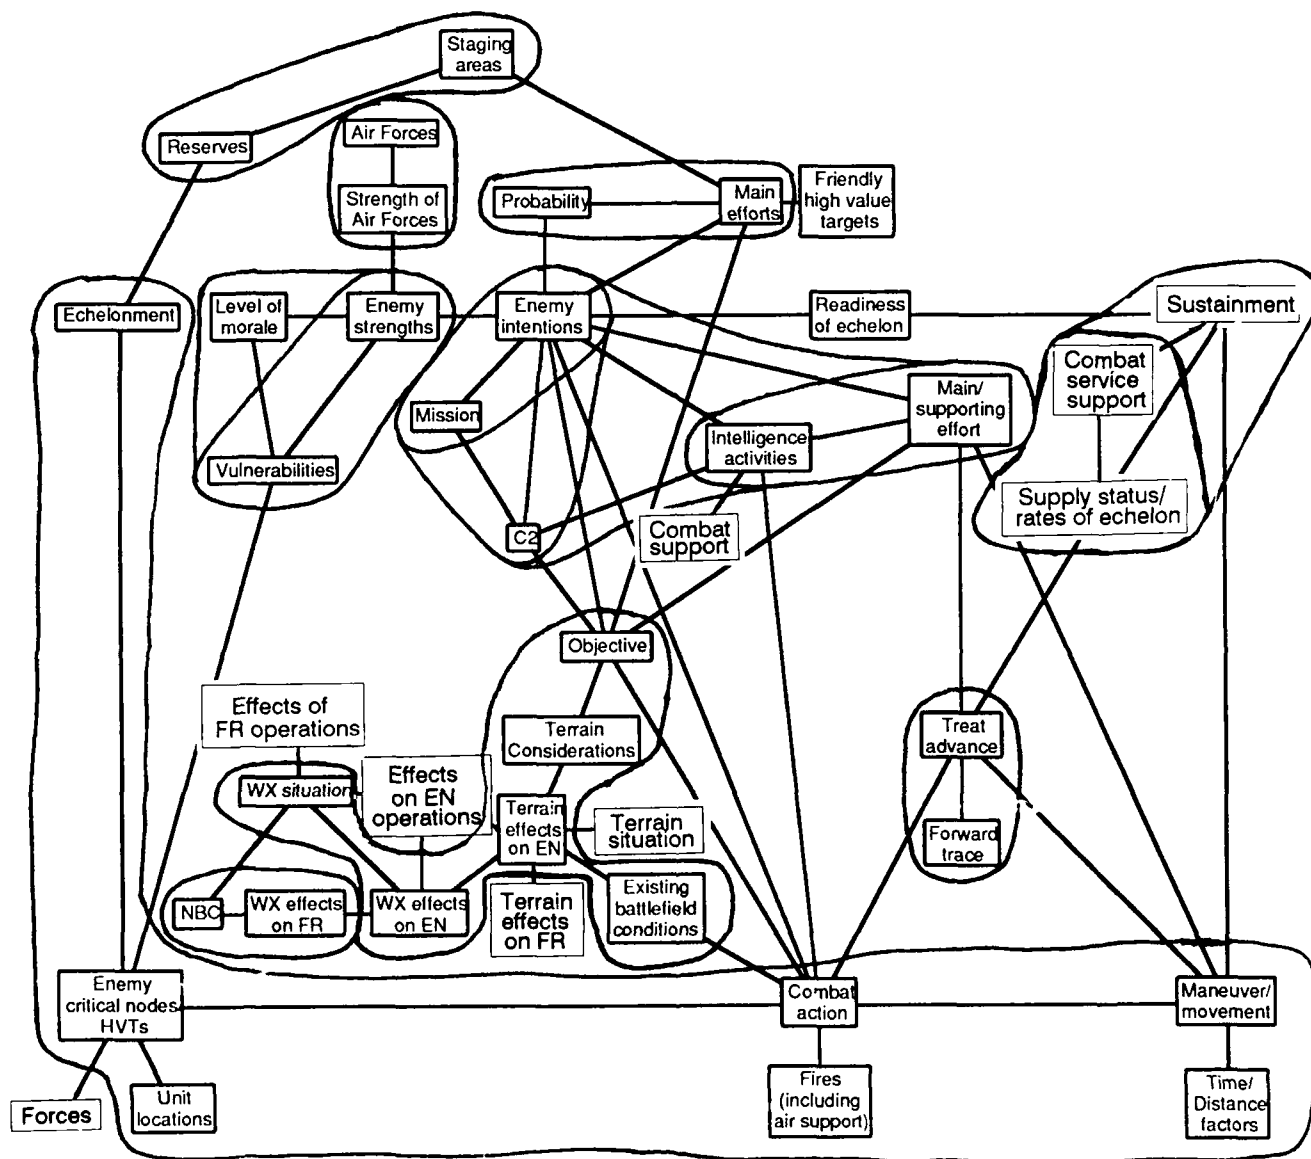 Staging
areas
Air Forces
Reserves
Strength of
Air Forces
Probability
Main
efforts
Friendly
high value
targets
Echelonment
Level of
morale
Enemy
strengths
Enemy
intentions
Readiness
of echelon
Sustainment
Combat
service
support
Mission
Main/
supporting
effort
Intelligence
activities
Vulnerabilities
Supply status/
rates of echelon
C2
Combat
support
Objective
Effects of
FR operations
Terrain
Considerations
Treat
advance
WX situation
Effects
on EN
operations
Terrain
effects
on EN
Terrain
situation
Forward
trace
NBC
WX effects
on FR
WX effects
on EN
Terrain
effects
on FR
Existing
battlefield
conditions
Enemy
critical nodes
HVTs
Combat
action
Maneuver/
movement
Forces
Unit
locations
Fires
(including
air support)
Time/
Distance
factors